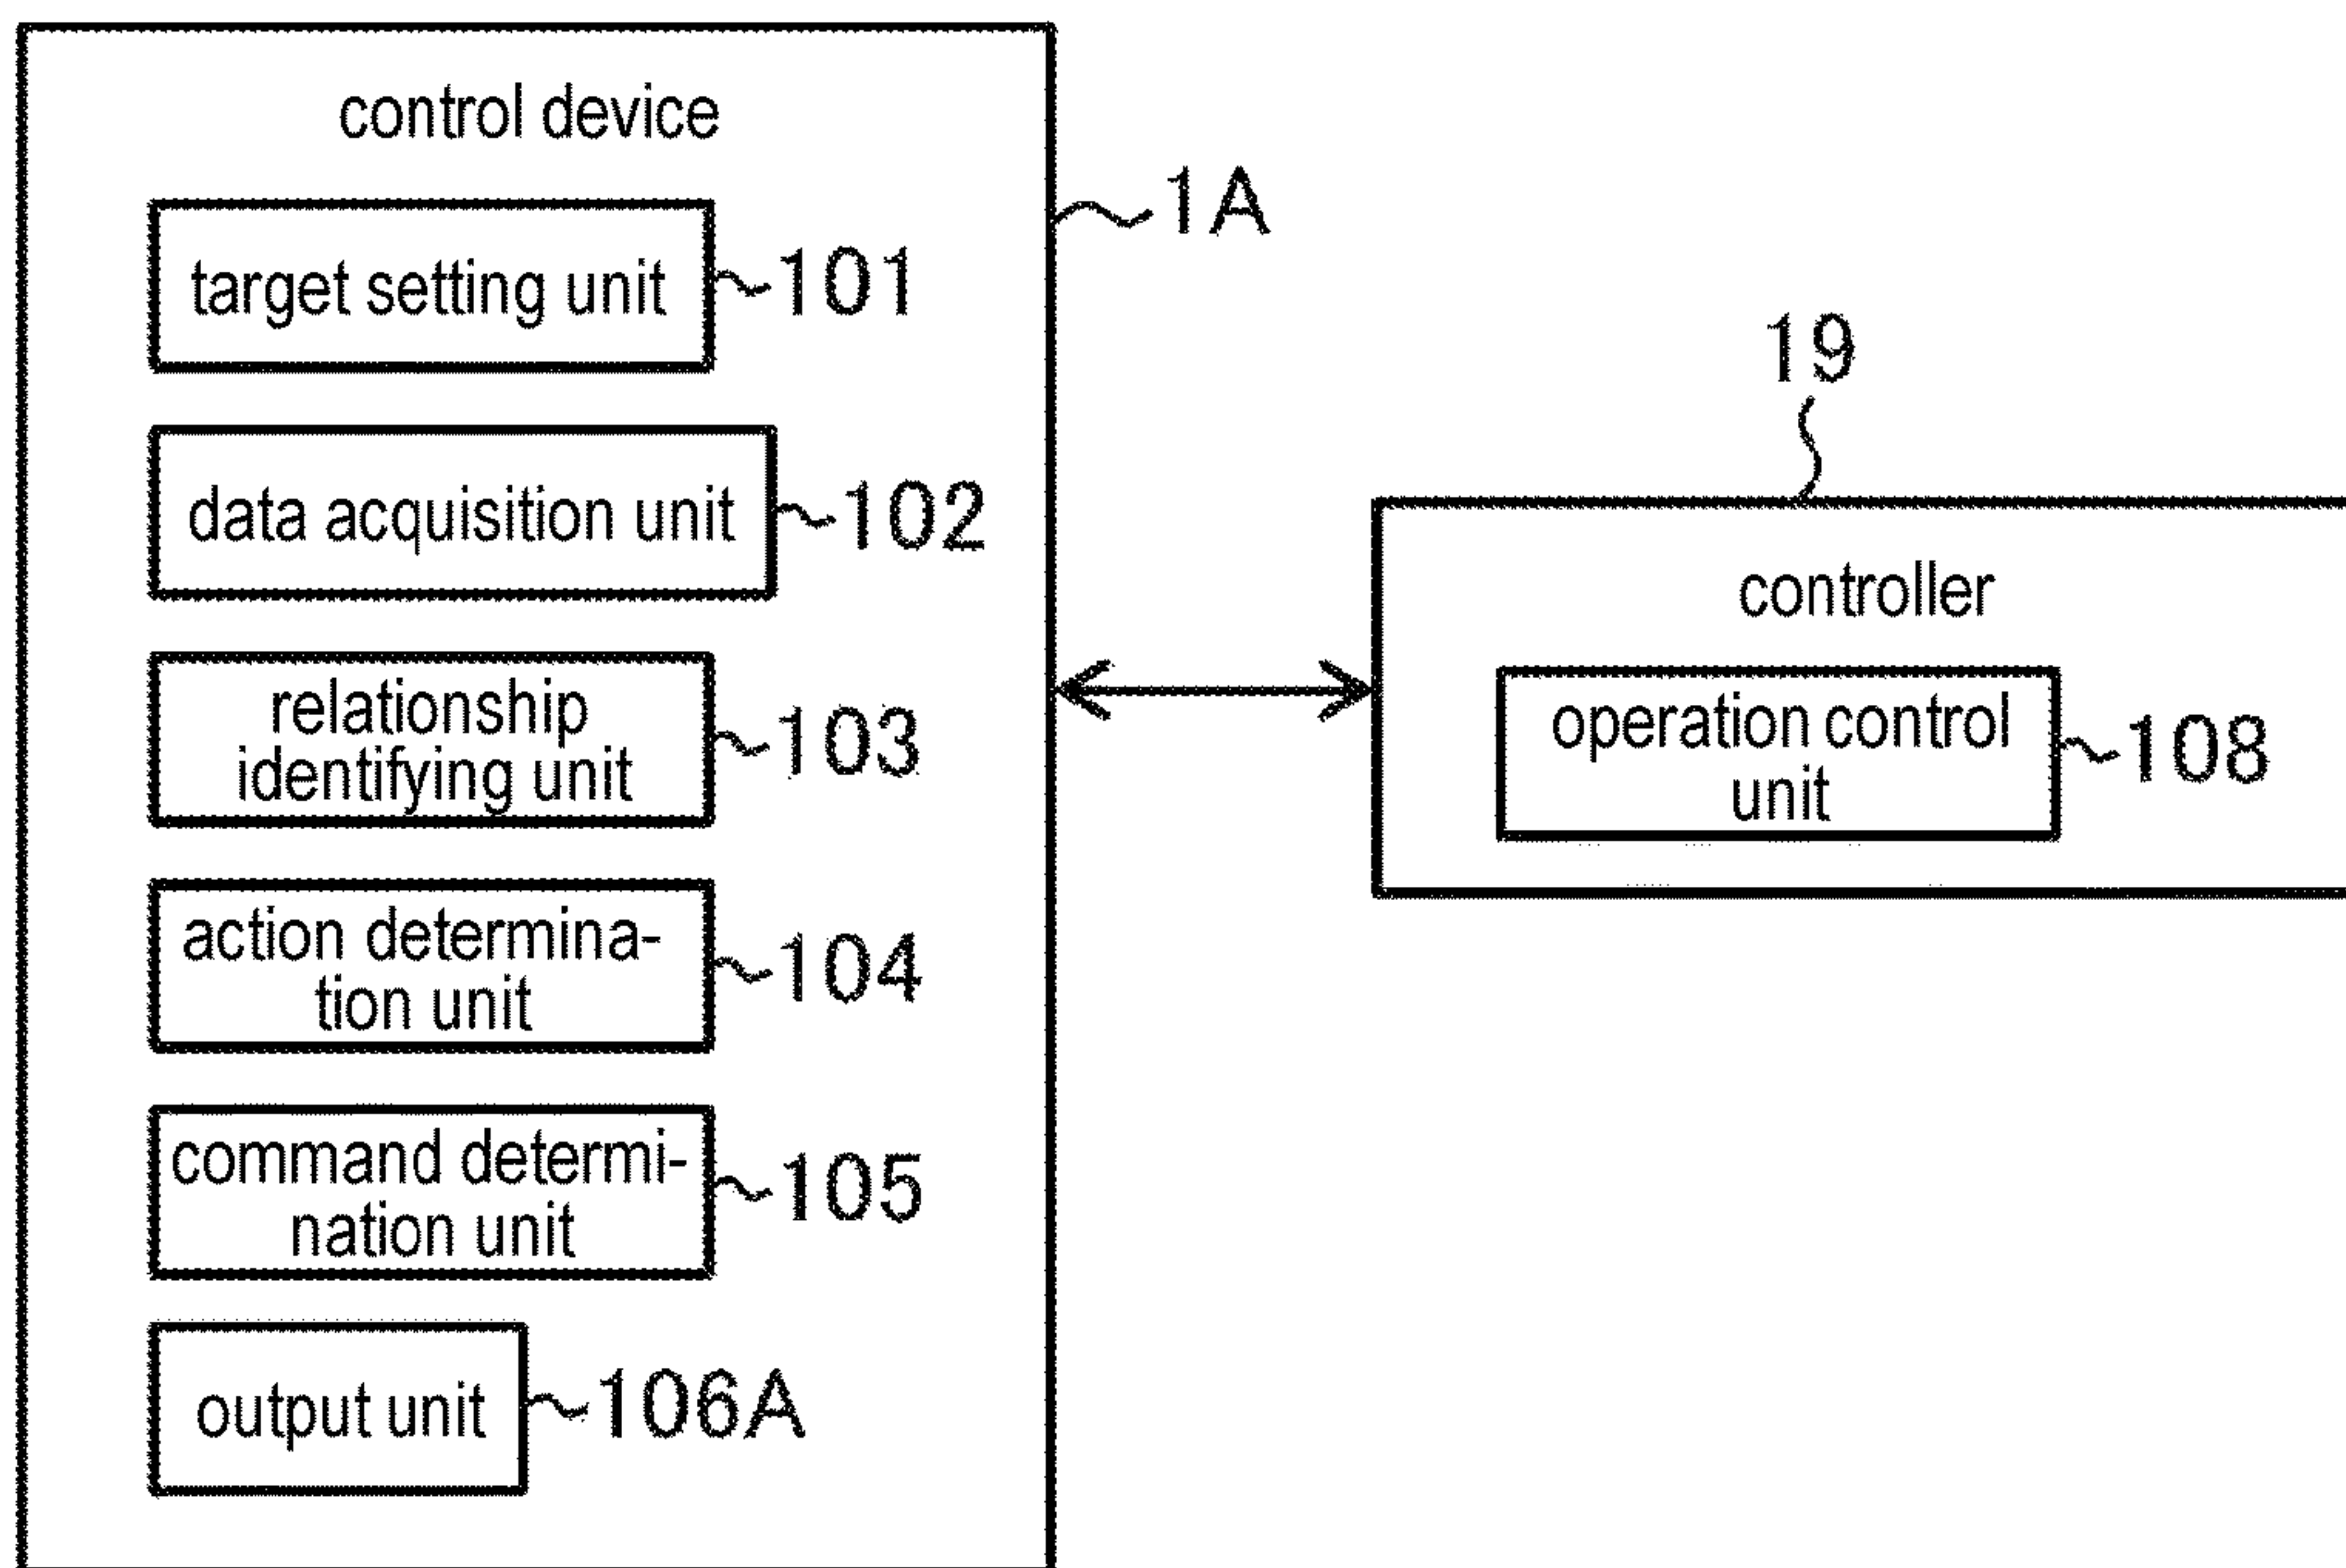 control device
1A
target setting unit
101
data acquisition unit
102
relationship
identifying unit
103
action determina-
tion unit
104
command determi-
nation unit
105
output unit
106A
19
controller
operation control
unit
108